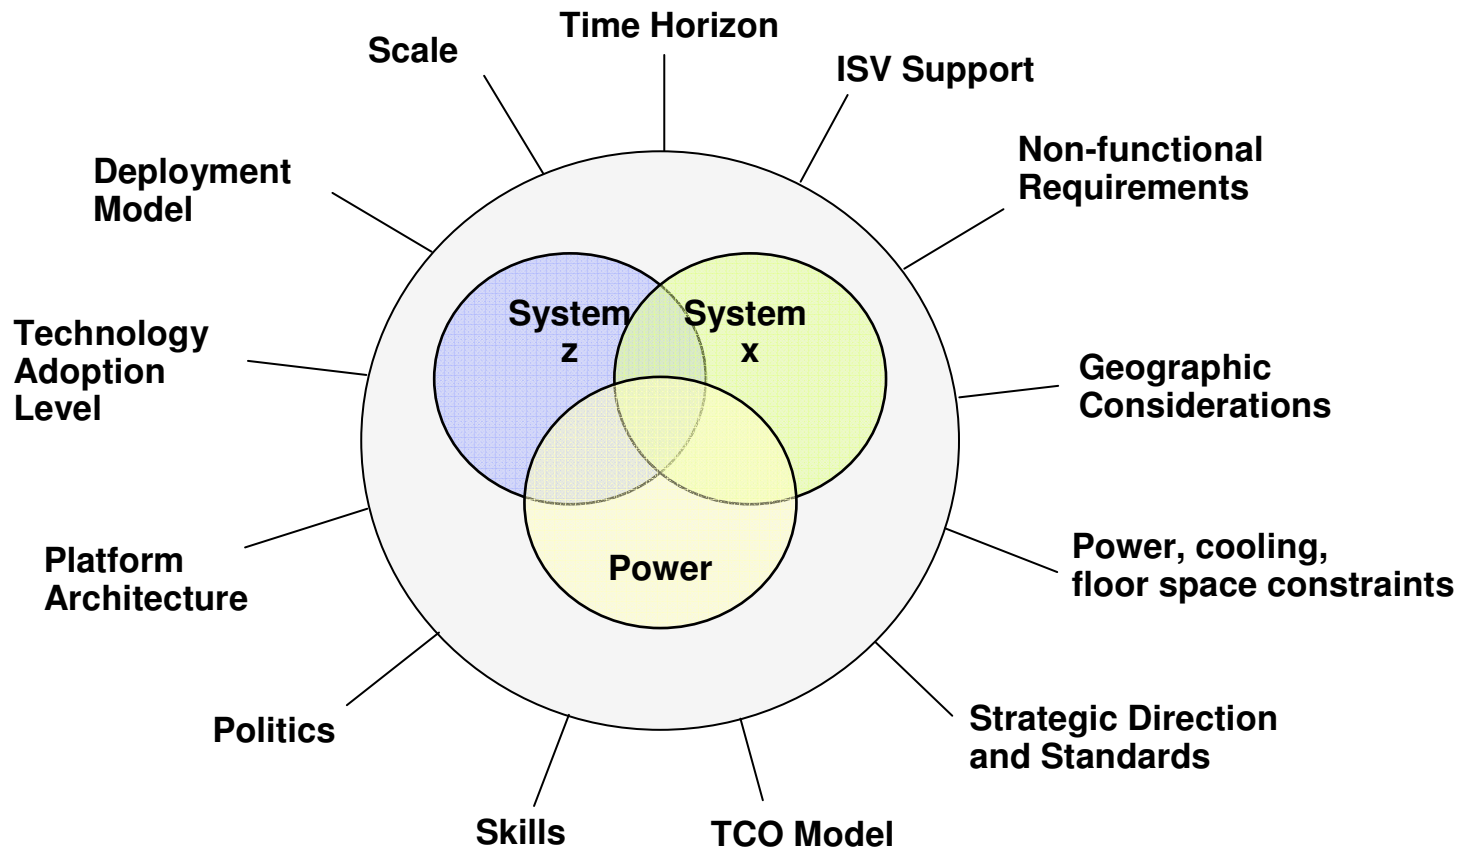 Time Horizon
Scale
ISV Support
Non-functional
Requirements
Deployment
Model
System
z
System
x
Technology
Adoption
Level
Geographic
Considerations
Platform
Architecture
Power
Power, cooling,
floor space constraints
Politics
Strategic Direction
and Standards
Skills
TCO Model